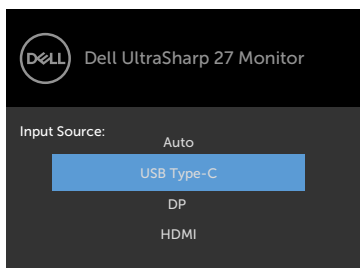 DELL Dell UltraSharp 27 Monitor
Input Source:
Auto
USB Type-C
DP
HDMI